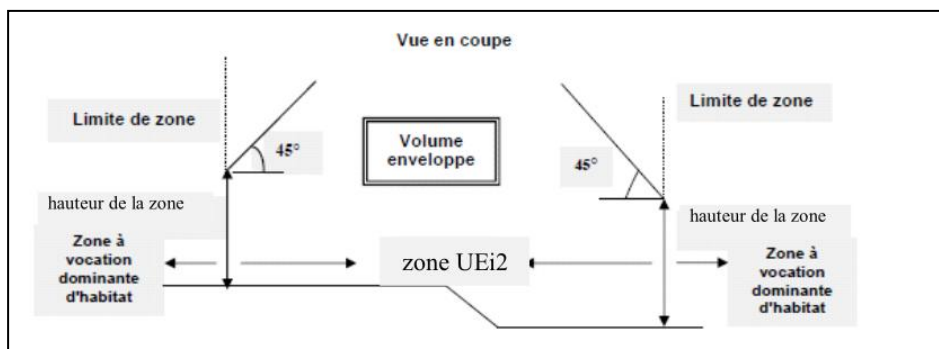 Vue en coupe
Limite de zone
45°
Volume
enveloppe
Limite de zone
45°
hauteur de la zone
hauteur de la zone
Zone à
vocation
dominante
d'habitat
zone UEi2
Zone à
vocation
dominante
d'habitat